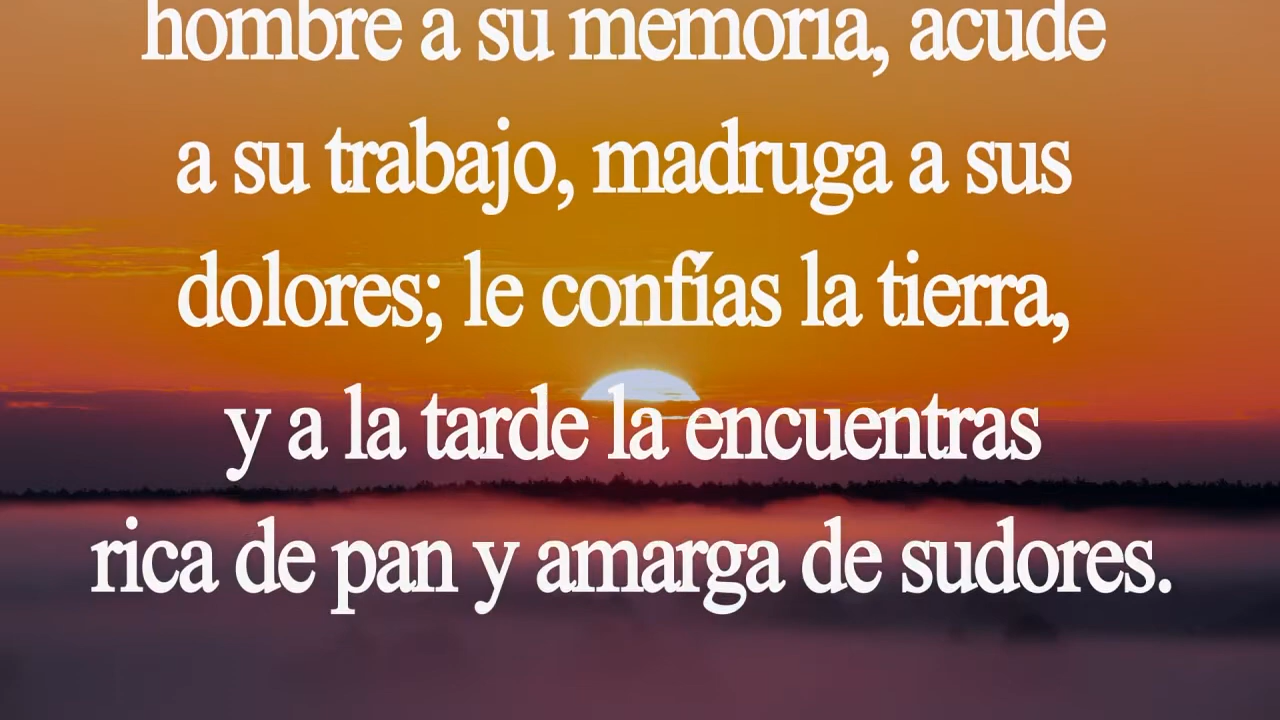 hombre a su memoria, acude
a su trabajo, madruga a sus
dolores; le confías la tierra,
y a la tarde la encuentras
rica de pan y amarga de sudores.